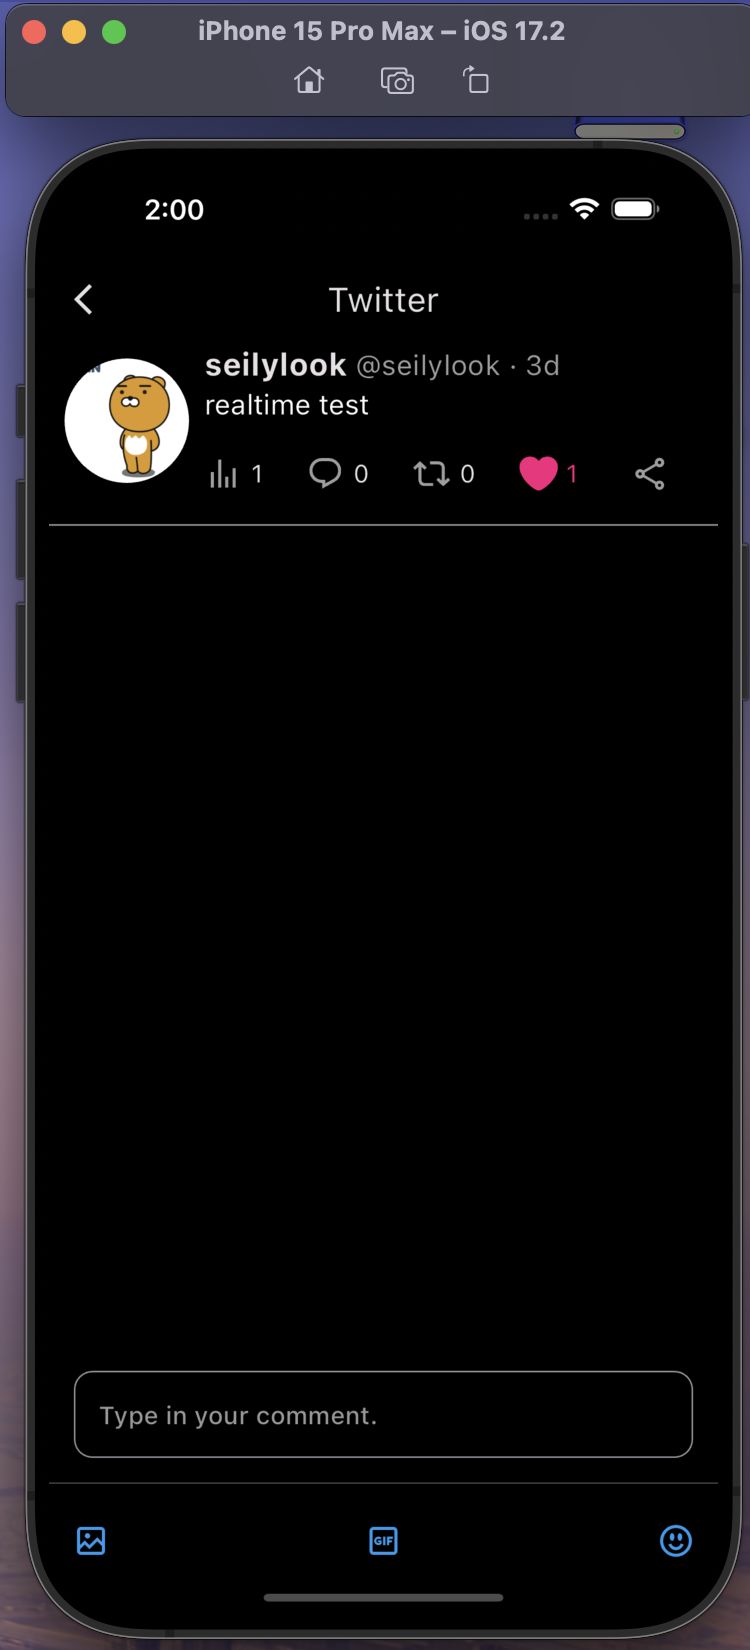 iPhone 15 Pro Max – iOS 17.2
2:00
Twitter
seilylook @seilylook · 3d
realtime test
1 0 0 1
Type in your comment.
GIF